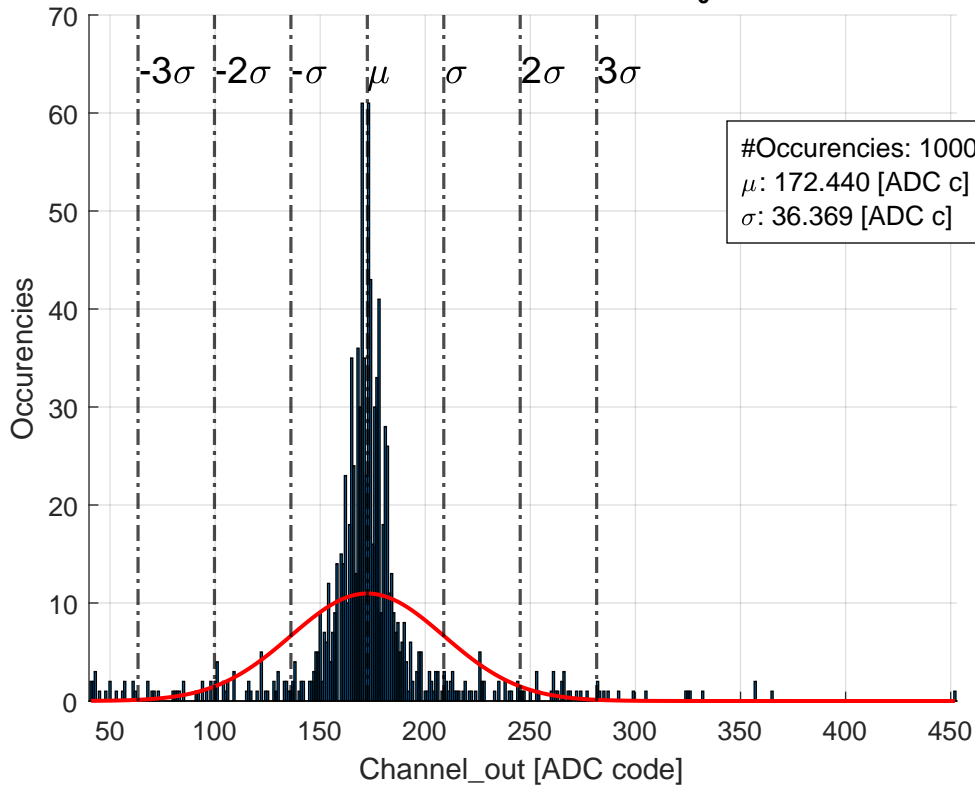 70
60
50
40
30
20
10
0
Occurencies
-3σ -2σ -σ μ σ 2σ 3σ
#Occurencies: 1000
μ: 172.440 [ADC c]
σ: 36.369 [ADC c]
50 100 150 200 250 300 350 400 450
Channel_out [ADC code]